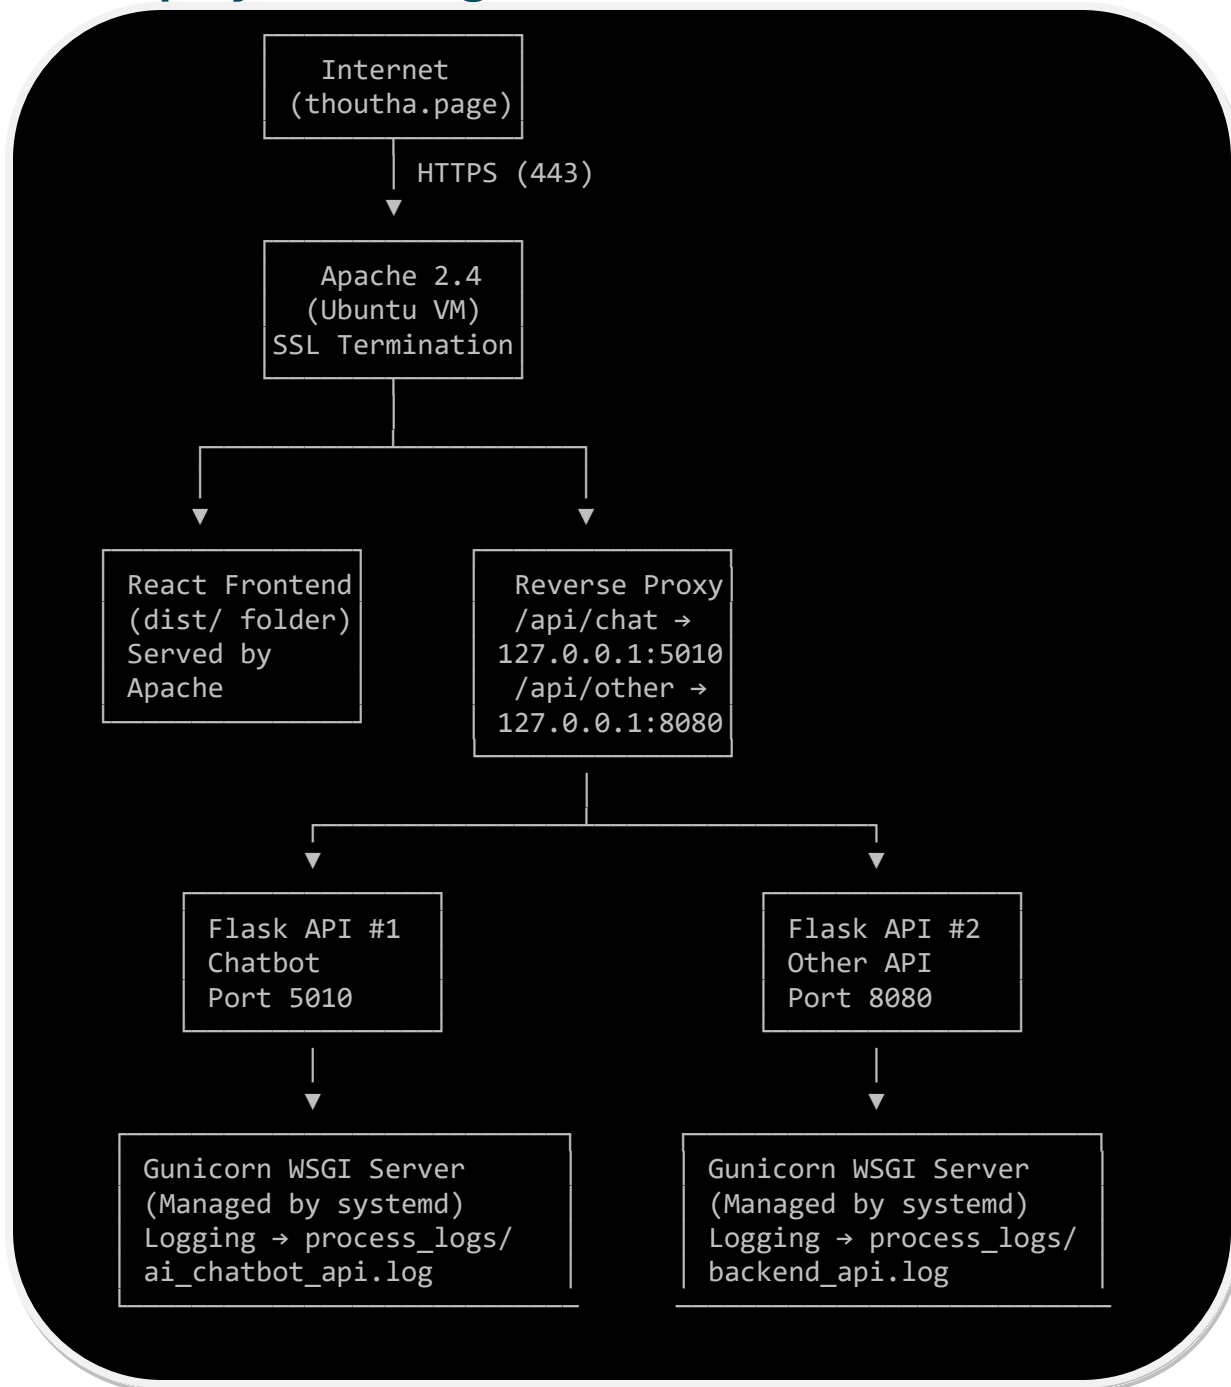 Internet
(thoutha.page)
HTTPS (443)
▼
Apache 2.4
(Ubuntu VM)
SSL Termination
▼ ▼
React Frontend
(dist/ folder)
Served by
Apache
Reverse Proxy
/api/chat →
127.0.0.1:5010
/api/other →
127.0.0.1:8080
▼ ▼
Flask API #1
Chatbot
Port 5010
Flask API #2
Other API
Port 8080
▼ ▼
Gunicorn WSGI Server
(Managed by systemd)
Logging → process_logs/
ai_chatbot_api.log
Gunicorn WSGI Server
(Managed by systemd)
Logging → process_logs/
backend_api.log